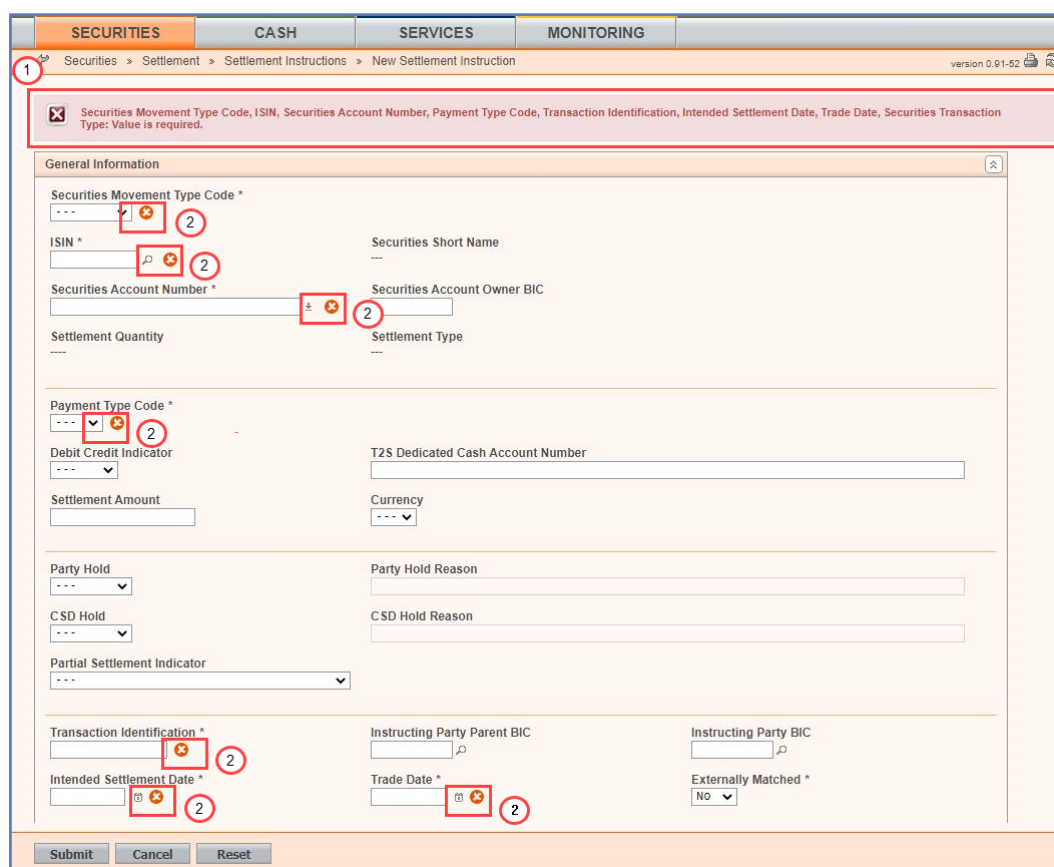 SECURITIES CASH SERVICES MONITORING
1
Securities » Settlement » Settlement Instructions » New Settlement Instruction version 0.91-52
Securities Movement Type Code, ISIN, Securities Account Number, Payment Type Code, Transaction Identification, Intended Settlement Date, Trade Date, Securities Transaction
Type: Value is required.
General Information
Securities Movement Type Code *
- - - 2
ISIN * Securities Short Name
2 ---
Securities Account Number * Securities Account Owner BIC
2
Settlement Quantity Settlement Type
---- ---
Payment Type Code *
- - - 2 -
Debit Credit Indicator T2S Dedicated Cash Account Number
- - -
Settlement Amount Currency
- - -
Party Hold Party Hold Reason
- - -
CSD Hold CSD Hold Reason
- - -
Partial Settlement Indicator
- - -
Transaction Identification * Instructing Party Parent BIC Instructing Party BIC
2
Intended Settlement Date * Trade Date * Externally Matched *
2 2 No
Submit Cancel Reset